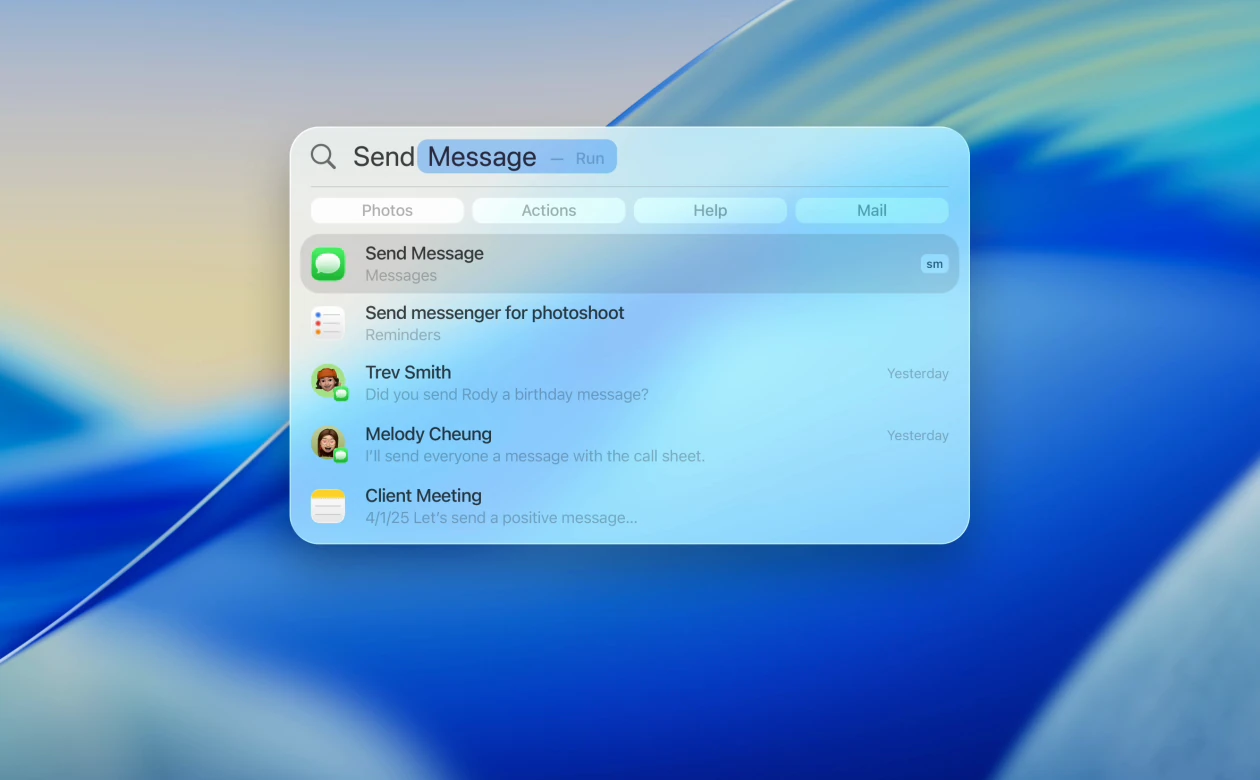 Send Message — Run
Photos Actions Help Mail
Send Message
Messages
sm
Send messenger for photoshoot
Reminders
Trev Smith
Yesterday
Did you send Rody a birthday message?
Melody Cheung
Yesterday
I’ll send everyone a message with the call sheet.
Client Meeting
4/1/25 Let’s send a positive message...